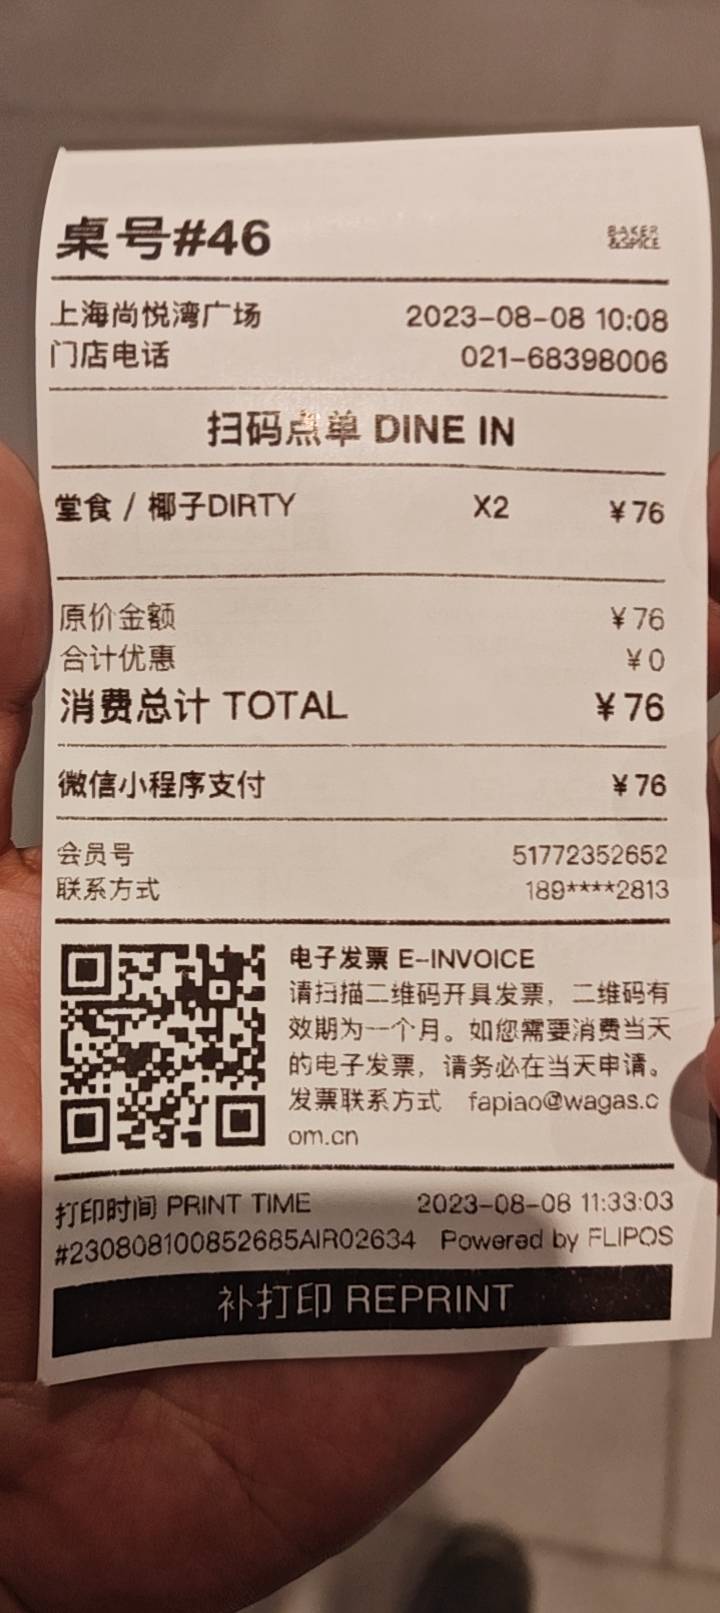 桌号#46
BAKER
&SPICE
上海尚悦湾广场 2023-08-08 10:08
门店电话 021-68398006
扫码点单 DINE IN
堂食 / 椰子DIRTY X2 ¥76
原价金额 ¥76
合计优惠 ¥0
消费总计 TOTAL ¥76
微信小程序支付 ¥76
会员号 51772352652
联系方式 189****2813
电子发票 E-INVOICE
请扫描二维码开具发票，二维码有
效期为一个月。如您需要消费当天
的电子发票，请务必在当天申请。
发票联系方式 fapiao@wagas.c
om.cn
打印时间 PRINT TIME 2023-08-08 11:33:03
#230808100852685AIR02634 Powered by FLIPOS
补打印 REPRINT